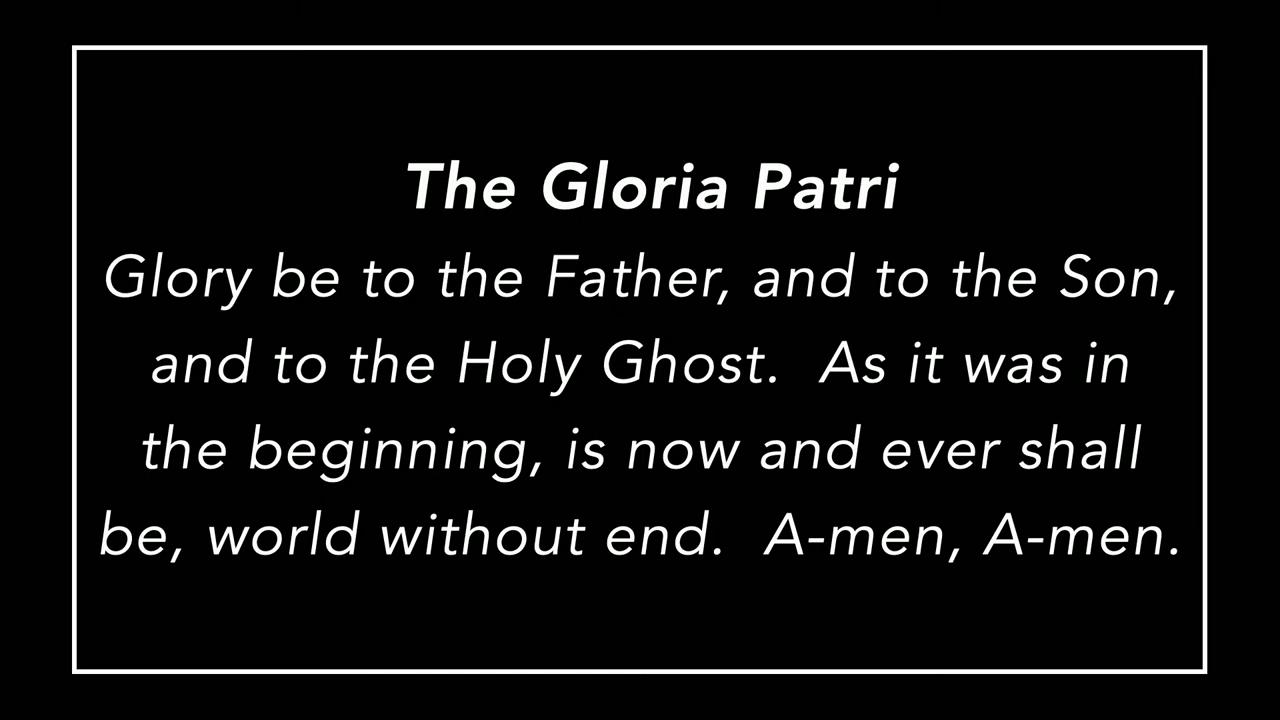 The Gloria Patri
Glory be to the Father, and to the Son,
and to the Holy Ghost.  As it was in
the beginning, is now and ever shall
be, world without end.  A-men, A-men.